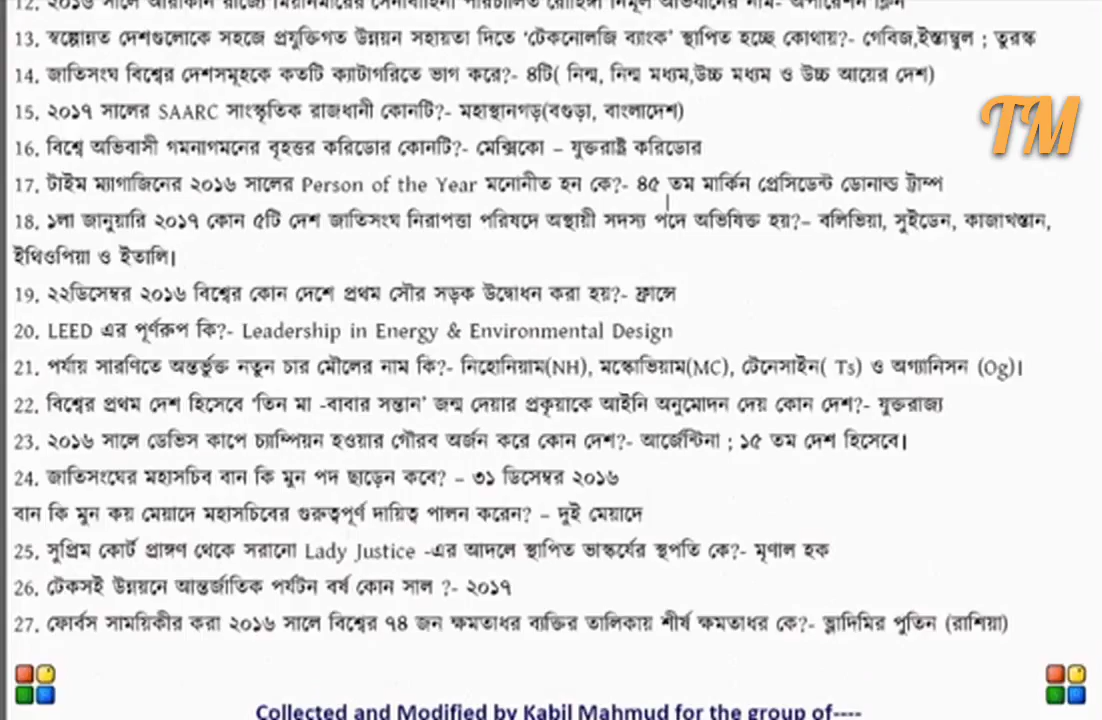 12. ২০১৬ সালে আরাকান রাজ্যে মিয়ানমারের সেনাবাহিনী পরিচালিত রোহিঙ্গা নির্মূল অভিযানের নাম- অপারেশন ক্লিন
13. স্বল্পোন্নত দেশগুলোকে সহজে প্রযুক্তিগত উন্নয়ন সহায়তা দিতে ‘টেকনোলজি ব্যাংক’ স্থাপিত হচ্ছে কোথায়?- গেবিজ,ইস্তাম্বুল ; তুরস্ক
14. জাতিসংঘ বিশ্বের দেশসমূহকে কতটি ক্যাটাগরিতে ভাগ করে?- ৪টি( নিম্ম, নিম্ম মধ্যম,উচ্চ মধ্যম ও উচ্চ আয়ের দেশ)
TM
15. ২০১৭ সালের SAARC সাংস্কৃতিক রাজধানী কোনটি?- মহাস্থানগড়(বগুড়া, বাংলাদেশ)
16. বিশ্বে অভিবাসী গমনাগমনের বৃহত্তর করিডোর কোনটি?- মেক্সিকো – যুক্তরাষ্ট্র করিডোর
17. টাইম ম্যাগাজিনের ২০১৬ সালের Person of the Year মনোনীত হন কে?- ৪৫ তম মার্কিন প্রেসিডেন্ট ডোনাল্ড ট্রাম্প
18. ১লা জানুয়ারি ২০১৭ কোন ৫টি দেশ জাতিসংঘ নিরাপত্তা পরিষদে অস্থায়ী সদস্য পদে অভিষিক্ত হয়?– বলিভিয়া, সুইডেন, কাজাখস্তান,
ইথিওপিয়া ও ইতালি।
19. ২২ডিসেম্বর ২০১৬ বিশ্বের কোন দেশে প্রথম সৌর সড়ক উদ্বোধন করা হয়?- ফ্রান্সে
20. LEED এর পূর্ণরুপ কি?- Leadership in Energy & Environmental Design
21. পর্যায় সারণিতে অন্তর্ভুক্ত নতুন চার মৌলের নাম কি?- নিহোনিয়াম(NH), মস্কোভিয়াম(MC), টেনেসাইন( Ts) ও অগ্যানিসন (Og)।
22. বিশ্বের প্রথম দেশ হিসেবে ‘তিন মা -বাবার সন্তান’ জন্ম দেয়ার প্রকৃয়াকে আইনি অনুমোদন দেয় কোন দেশ?- যুক্তরাজ্য
23. ২০১৬ সালে ডেভিস কাপে চ্যাম্পিয়ন হওয়ার গৌরব অর্জন করে কোন দেশ?- আর্জেন্টিনা ; ১৫ তম দেশ হিসেবে।
24. জাতিসংঘের মহাসচিব বান কি মুন পদ ছাড়েন কবে? – ৩১ ডিসেম্বর ২০১৬
বান কি মুন কয় মেয়াদে মহাসচিবের গুরুত্বপূর্ণ দায়িত্ব পালন করেন? – দুই মেয়াদে
25. সুপ্রিম কোর্ট প্রাঙ্গণ থেকে সরানো Lady Justice -এর আদলে স্থাপিত ভাস্কর্যের স্থপতি কে?- মৃণাল হক
26. টেকসই উন্নয়নে আন্তর্জাতিক পর্যটন বর্ষ কোন সাল ?- ২০১৭
27. ফোর্বস সাময়িকীর করা ২০১৬ সালে বিশ্বের ৭৪ জন ক্ষমতাধর ব্যক্তির তালিকায় শীর্ষ ক্ষমতাধর কে?- ভ্লাদিমির পুতিন (রাশিয়া)
Collected and Modified by Kabil Mahmud for the group of----